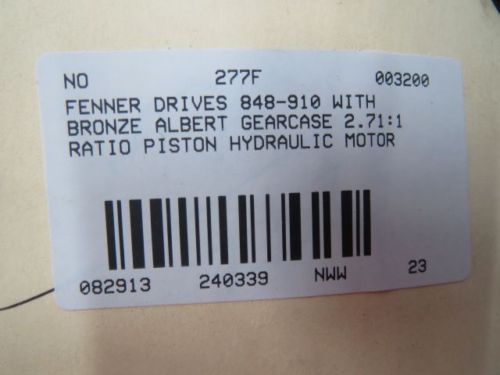 NO 277F 003200
FENNER DRIVES 848-910 WITH
BRONZE ALBERT GEARCASE 2.71:1
RATIO PISTON HYDRAULIC MOTOR
082913 240339 NWW 23